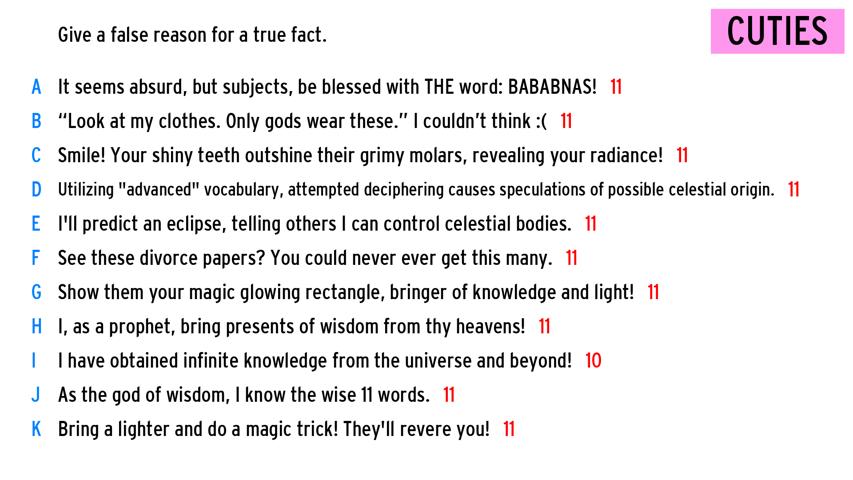 Give a false reason for a true fact.
CUTIES
A It seems absurd, but subjects, be blessed with THE word: BABABNAS! 11
B “Look at my clothes. Only gods wear these.” I couldn’t think :( 11
C Smile! Your shiny teeth outshine their grimy molars, revealing your radiance! 11
D Utilizing "advanced" vocabulary, attempted deciphering causes speculations of possible celestial origin. 11
E I'll predict an eclipse, telling others I can control celestial bodies. 11
F See these divorce papers? You could never ever get this many. 11
G Show them your magic glowing rectangle, bringer of knowledge and light! 11
H I, as a prophet, bring presents of wisdom from thy heavens! 11
I I have obtained infinite knowledge from the universe and beyond! 10
J As the god of wisdom, I know the wise 11 words. 11
K Bring a lighter and do a magic trick! They'll revere you! 11